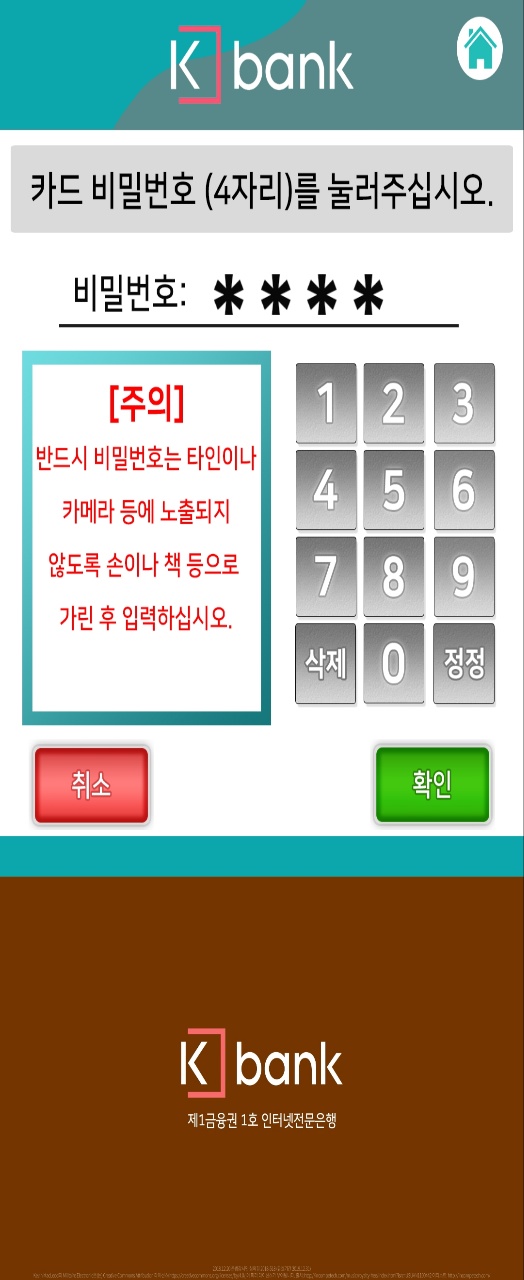 K bank
카드 비밀번호 (4자리)를 눌러주십시오.
비밀번호: ****
[주의]
반드시 비밀번호는 타인이나
카메라 등에 노출되지
않도록 손이나 책 등으로
가린 후 입력하십시오.
1 2 3
4 5 6
7 8 9
삭제 0 정정
취소 확인
K bank
제1금융권 1호 인터넷전문은행